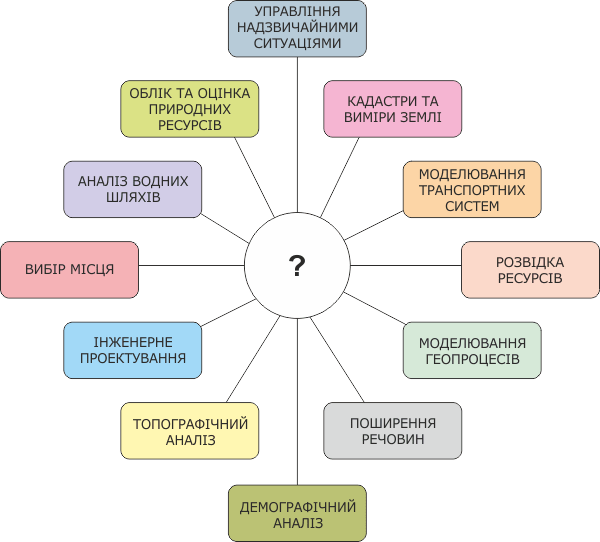 УПРАВЛІННЯ
НАДЗВИЧАЙНИМИ
СИТУАЦІЯМИ
ОБЛІК ТА ОЦІНКА
ПРИРОДНИХ
РЕСУРСІВ
КАДАСТРИ ТА
ВИМІРИ ЗЕМЛІ
АНАЛІЗ ВОДНИХ
ШЛЯХІВ
МОДЕЛЮВАННЯ
ТРАНСПОРТНИХ
СИСТЕМ
ВИБІР МІСЦЯ
?
РОЗВІДКА
РЕСУРСІВ
ІНЖЕНЕРНЕ
ПРОЕКТУВАННЯ
МОДЕЛЮВАННЯ
ГЕОПРОЦЕСІВ
ТОПОГРАФІЧНИЙ
АНАЛІЗ
ПОШИРЕННЯ
РЕЧОВИН
ДЕМОГРАФІЧНИЙ
АНАЛІЗ